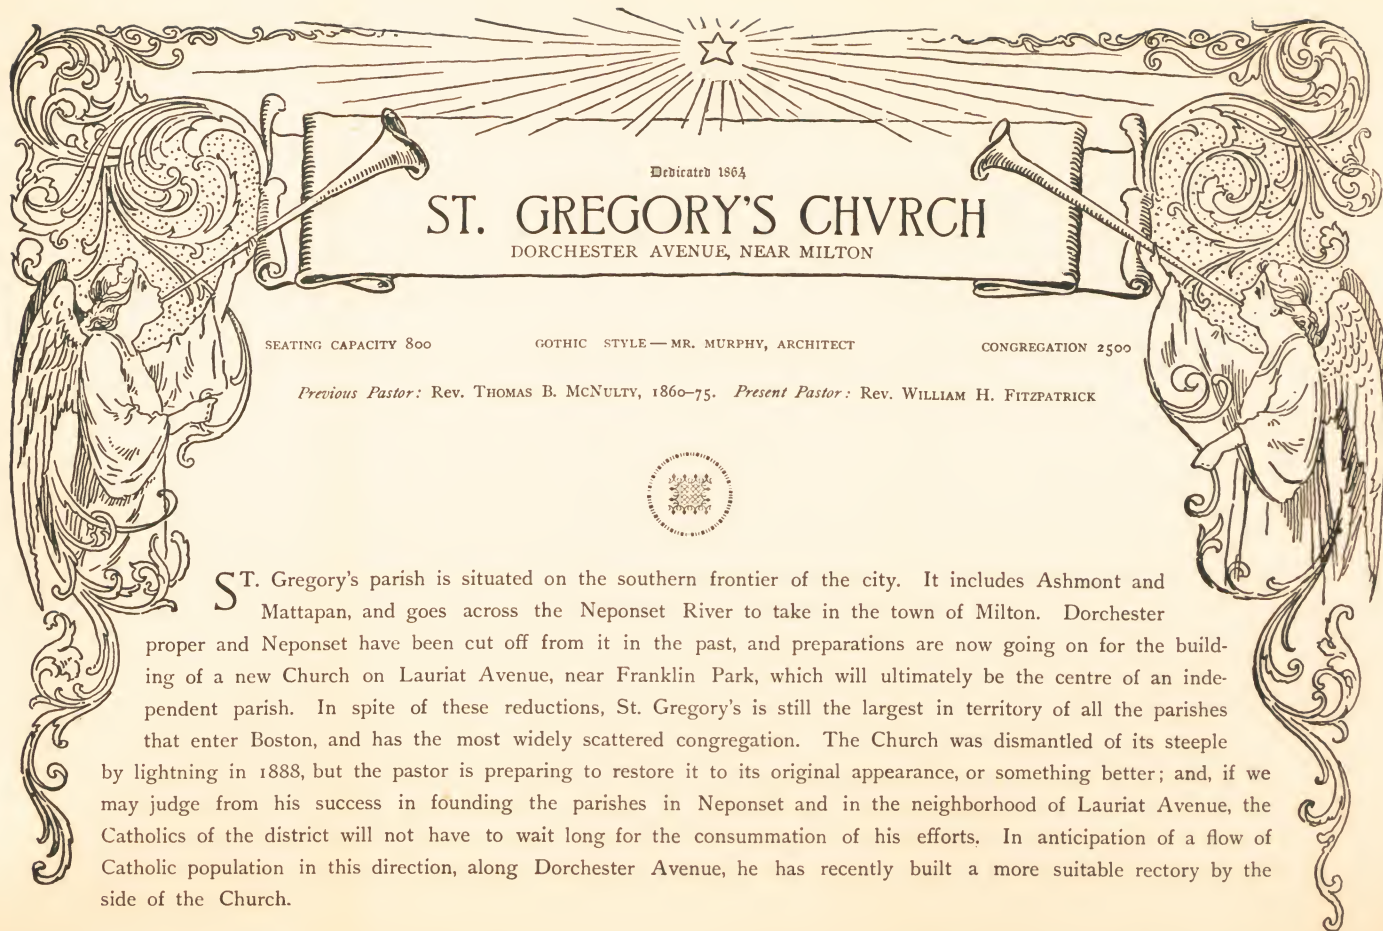 Dedicated 1864
ST. GREGORY'S CHVRCH
DORCHESTER AVENUE, NEAR MILTON
SEATING CAPACITY 800 GOTHIC STYLE — MR. MURPHY, ARCHITECT CONGREGATION 2500
Previous Pastor: Rev. Thomas B. McNulty, 1860–75. Present Pastor: Rev. William H. Fitzpatrick
ST. Gregory's parish is situated on the southern frontier of the city. It includes Ashmont and
Mattapan, and goes across the Neponset River to take in the town of Milton. Dorchester
proper and Neponset have been cut off from it in the past, and preparations are now going on for the build-
ing of a new Church on Lauriat Avenue, near Franklin Park, which will ultimately be the centre of an inde-
pendent parish. In spite of these reductions, St. Gregory's is still the largest in territory of all the parishes
that enter Boston, and has the most widely scattered congregation. The Church was dismantled of its steeple
by lightning in 1888, but the pastor is preparing to restore it to its original appearance, or something better; and, if we
may judge from his success in founding the parishes in Neponset and in the neighborhood of Lauriat Avenue, the
Catholics of the district will not have to wait long for the consummation of his efforts. In anticipation of a flow of
Catholic population in this direction, along Dorchester Avenue, he has recently built a more suitable rectory by the
side of the Church.